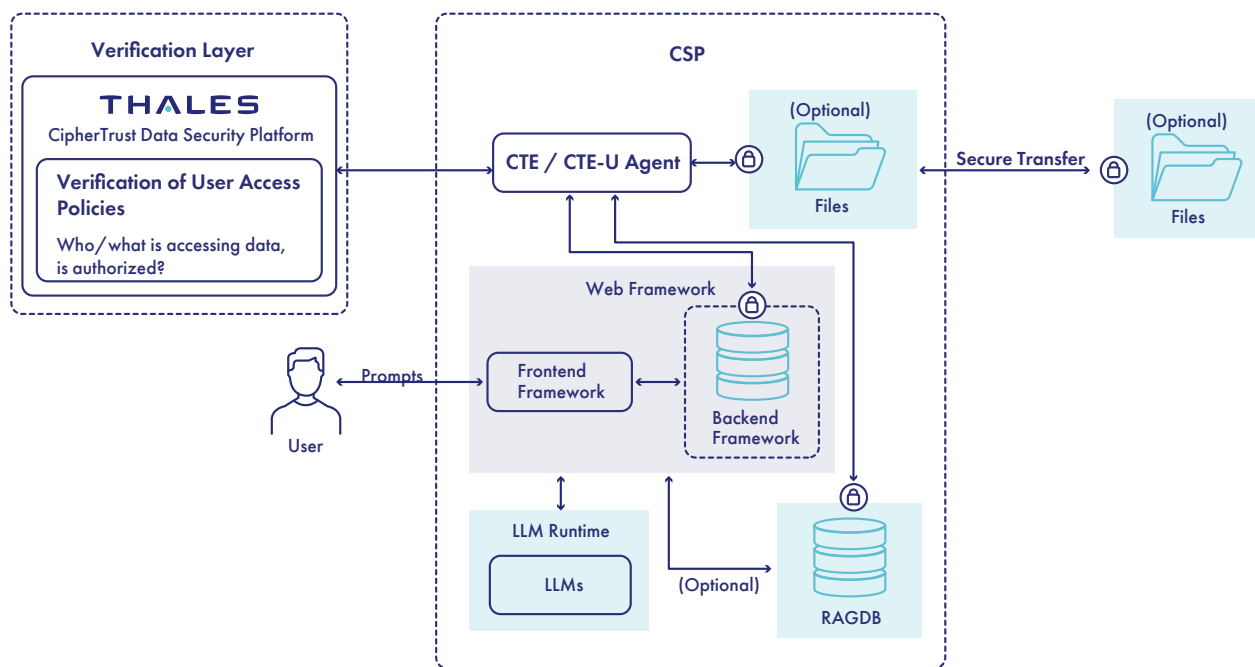 Verification Layer
THALES
CipherTrust Data Security Platform
Verification of User Access
Policies
Who/what is accessing data,
is authorized?
CSP
CTE / CTE-U Agent
(Optional)
Files
Secure Transfer
(Optional)
Files
Web Framework
User
Prompts
Frontend
Framework
Backend
Framework
LLM Runtime
LLMs
(Optional)
RAGDB